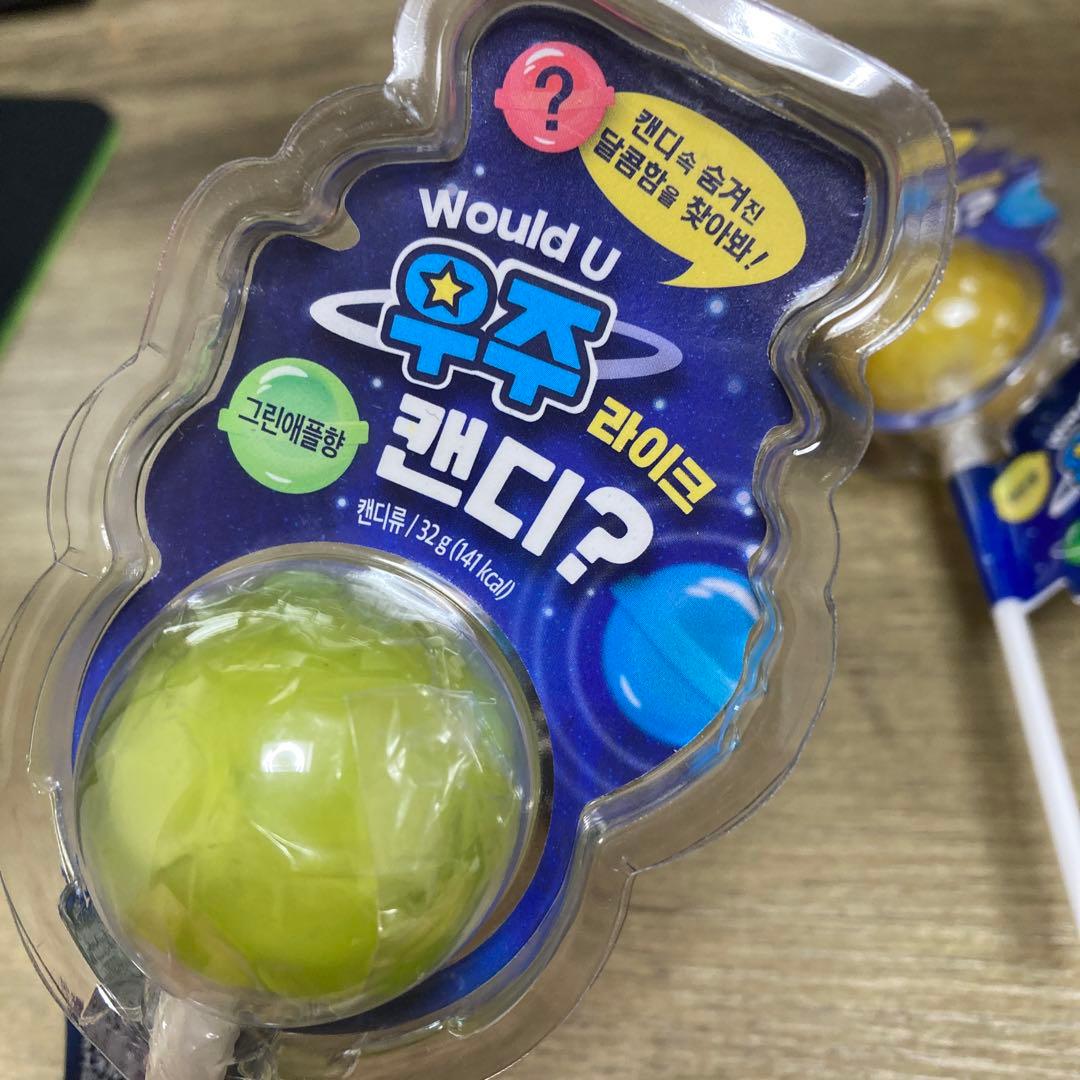 ?
캔디 속 숨겨진
달콤함을 찾아봐!
Would U
우주
라이크
그린애플향
캔디?
캔디류 / 32 g (141 kcal)